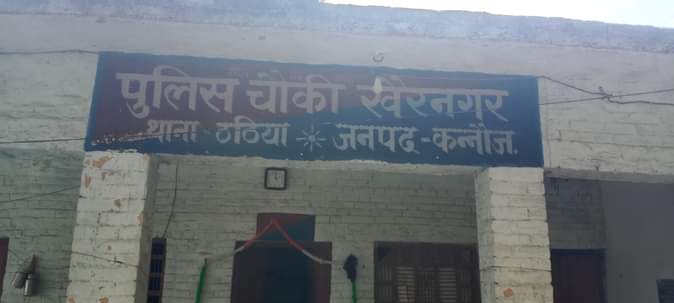 पुलिस चौकी खैरनगर
थाना ठठिया ✳ जनपद-कन्नौज.